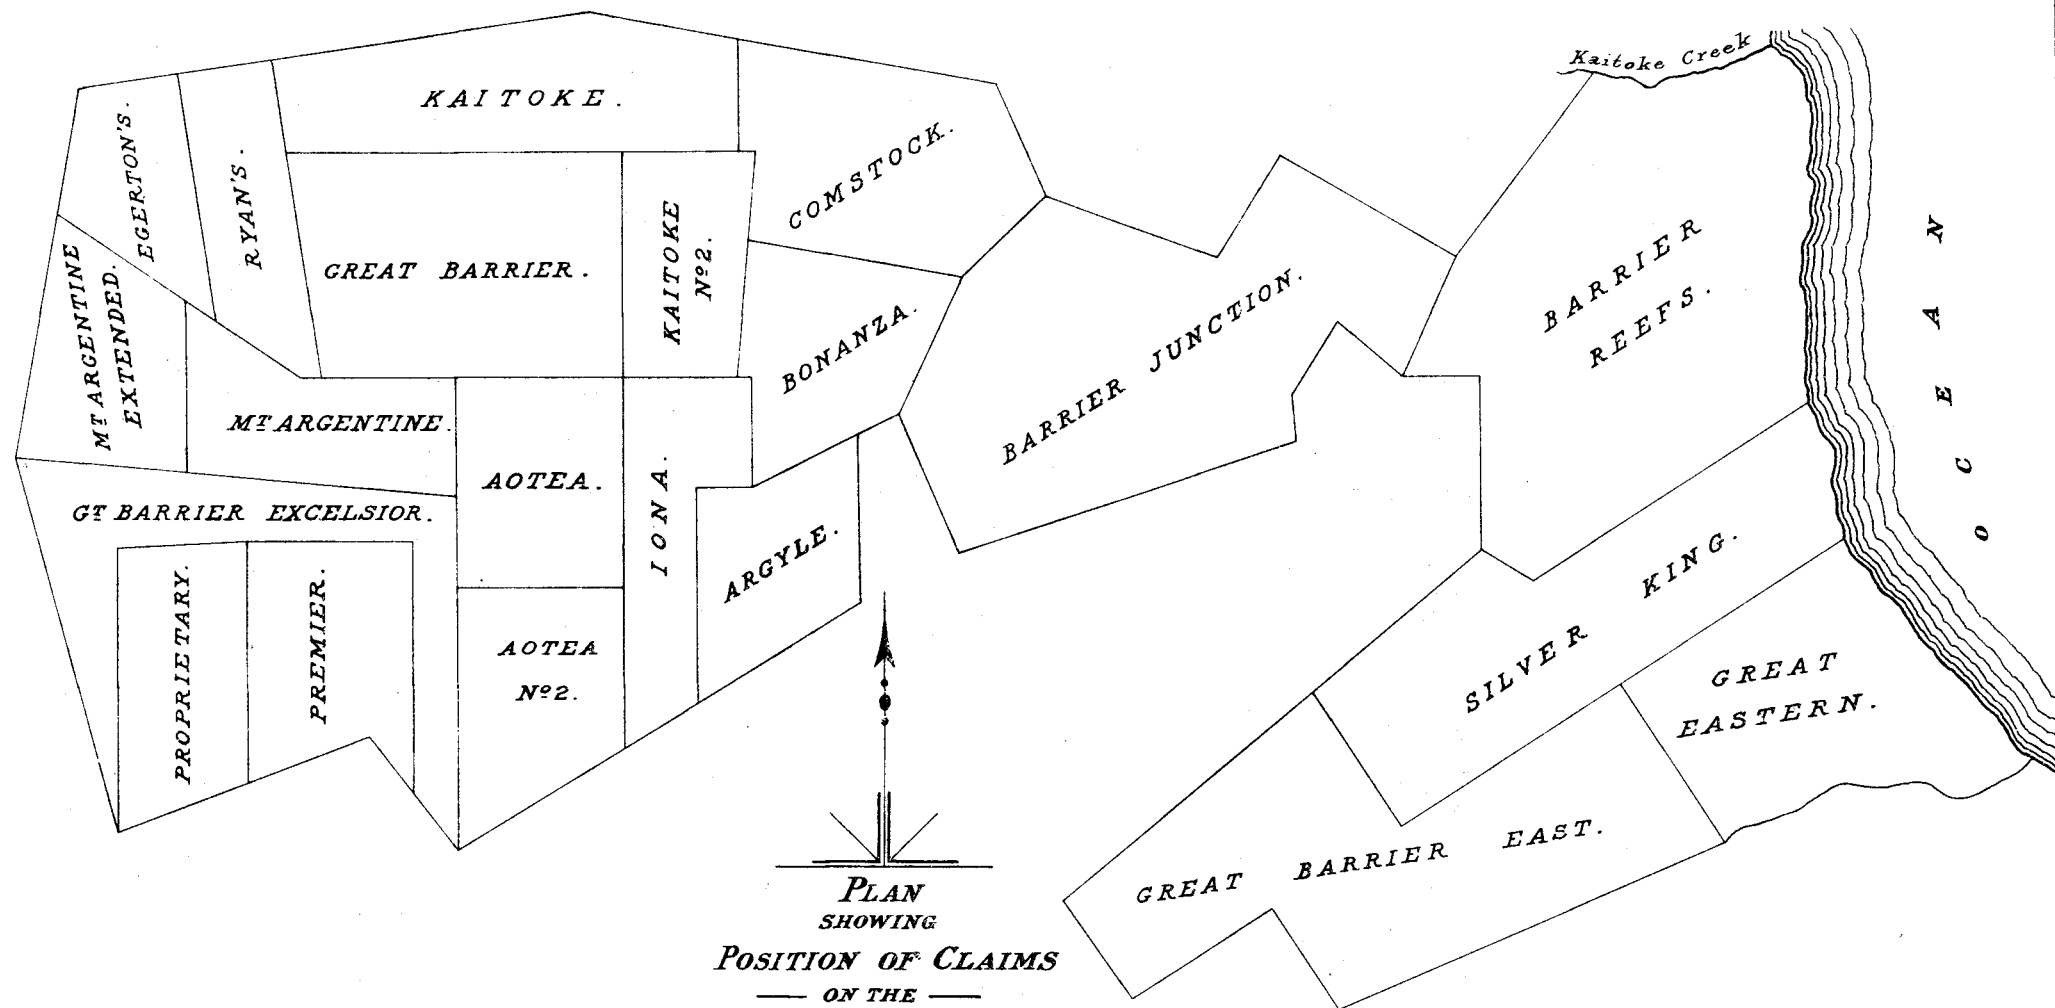 Kaitoke Creek
KAITOKE.
EGERTON'S.
RYAN'S.
COMSTOCK.
GREAT BARRIER.
KAITOKE
Nº2.
Mᵀ ARGENTINE
EXTENDED.
BONANZA.
BARRIER JUNCTION.
BARRIER
REEFS.
OCEAN
Mᵀ ARGENTINE.
AOTEA.
IONA.
Gᵀ BARRIER EXCELSIOR.
ARGYLE.
SILVER KING.
PROPRIETARY.
PREMIER.
AOTEA
Nº2.
GREAT
EASTERN.
GREAT BARRIER EAST.
PLAN
SHOWING
POSITION OF CLAIMS
ON THE